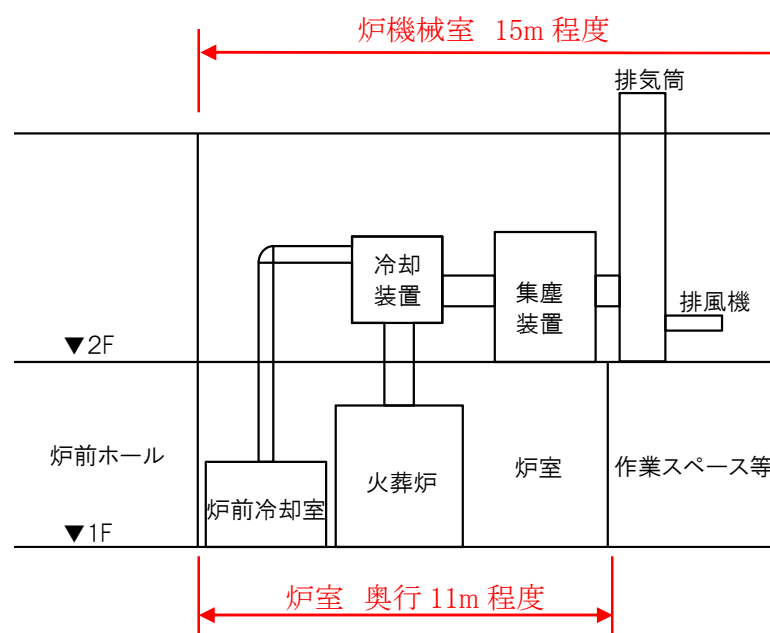 炉機械室 15m 程度
排気筒
冷却
装置
集塵
装置
排風機
▼2F
炉前ホール
火葬炉
炉室
作業スペース等
炉前冷却室
▼1F
炉室 奥行 11m 程度